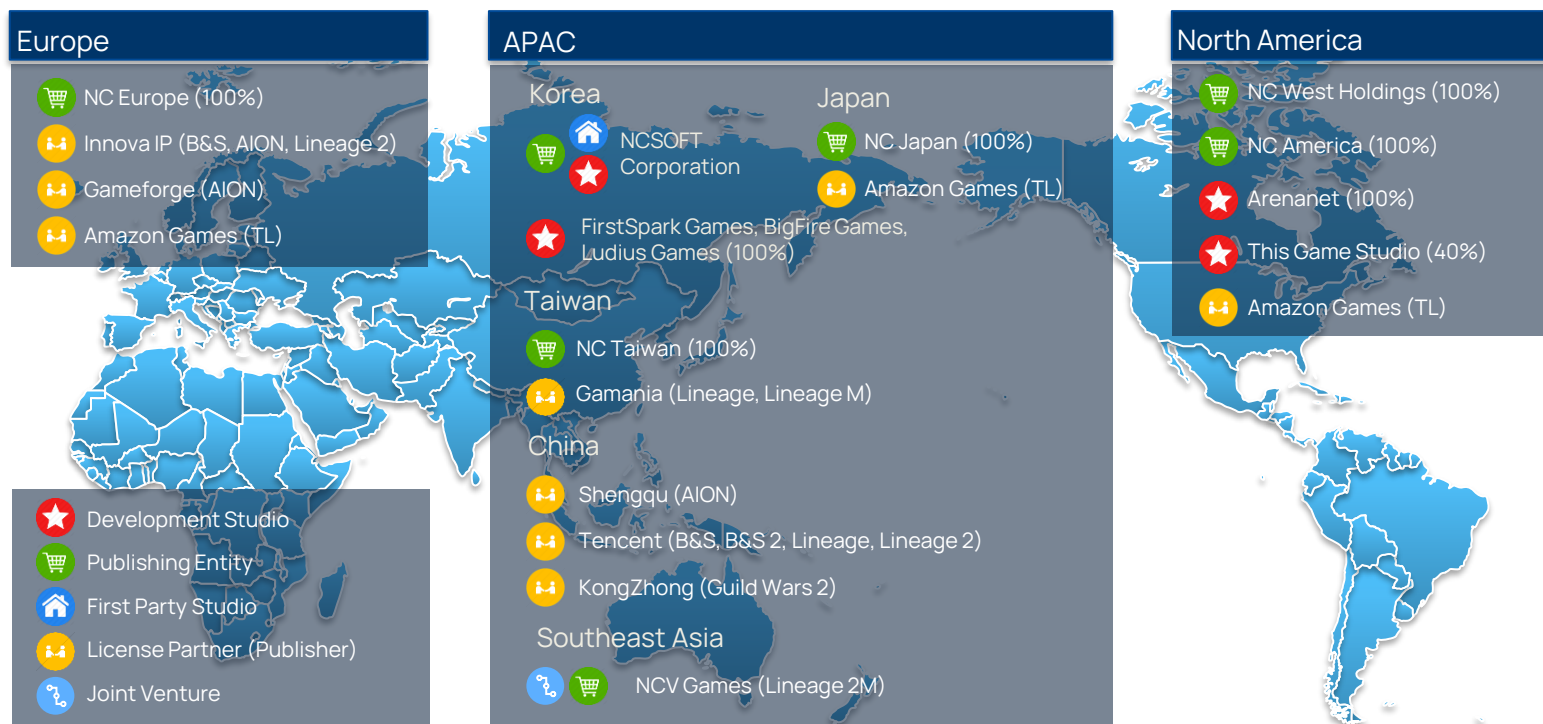 Europe
NC Europe (100%)
Innova IP (B&S, AION, Lineage 2)
Gameforge (AION)
Amazon Games (TL)
Development Studio
Publishing Entity
First Party Studio
License Partner (Publisher)
Joint Venture
APAC
Korea
NCSOFT
Corporation
FirstSpark Games, BigFire Games,
Ludius Games (100%)
Japan
NC Japan (100%)
Amazon Games (TL)
Taiwan
NC Taiwan (100%)
Gamania (Lineage, Lineage M)
China
Shengqu (AION)
Tencent (B&S, B&S 2, Lineage, Lineage 2)
KongZhong (Guild Wars 2)
Southeast Asia
NCV Games (Lineage 2M)
North America
NC West Holdings (100%)
NC America (100%)
Arenanet (100%)
This Game Studio (40%)
Amazon Games (TL)